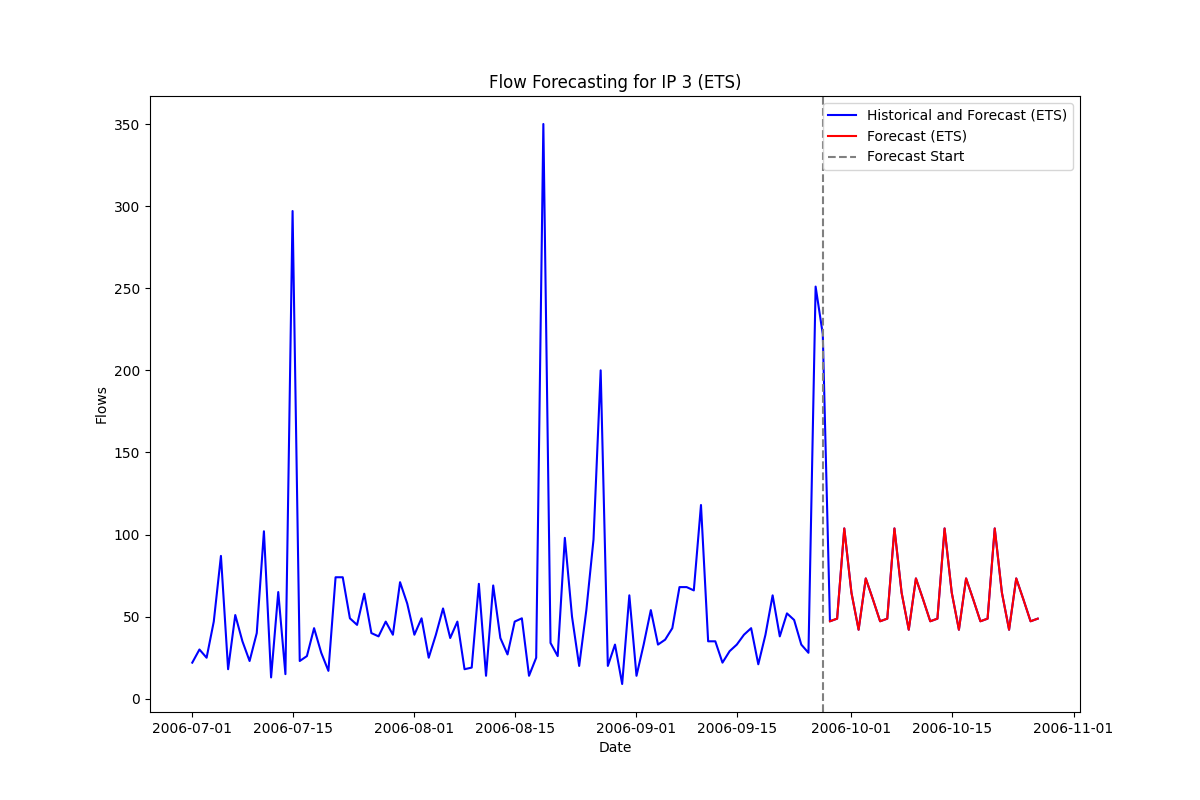 Flow Forecasting for IP 3 (ETS)
Historical and Forecast (ETS)
Forecast (ETS)
Forecast Start
Flows
350
300
250
200
150
100
50
0
2006-07-01
2006-07-15
2006-08-01
2006-08-15
2006-09-01
2006-09-15
2006-10-01
2006-10-15
2006-11-01
Date